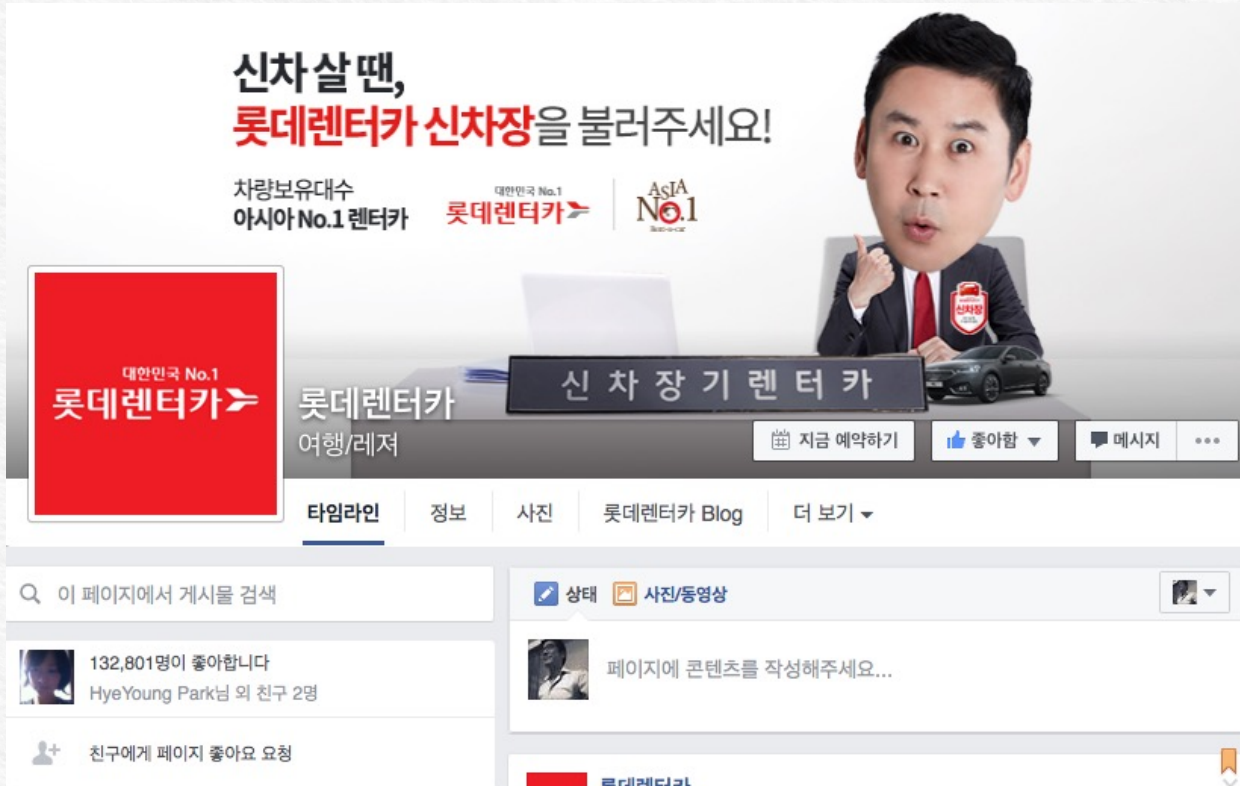 신차 살 땐,
롯데렌터카 신차장을 불러주세요!
차량보유대수
아시아 No.1 렌터카
대한민국 No.1
롯데렌터카
ASIA
No.1
Rent-a-car
신차장
신차장기렌터카
대한민국 No.1
롯데렌터카
롯데렌터카
여행/레져
지금 예약하기
좋아함
메시지
타임라인
정보
사진
롯데렌터카 Blog
더 보기
이 페이지에서 게시물 검색
상태
사진/동영상
132,801명이 좋아합니다
HyeYoung Park님 외 친구 2명
페이지에 콘텐츠를 작성해주세요...
친구에게 페이지 좋아요 요청
롯데렌터카